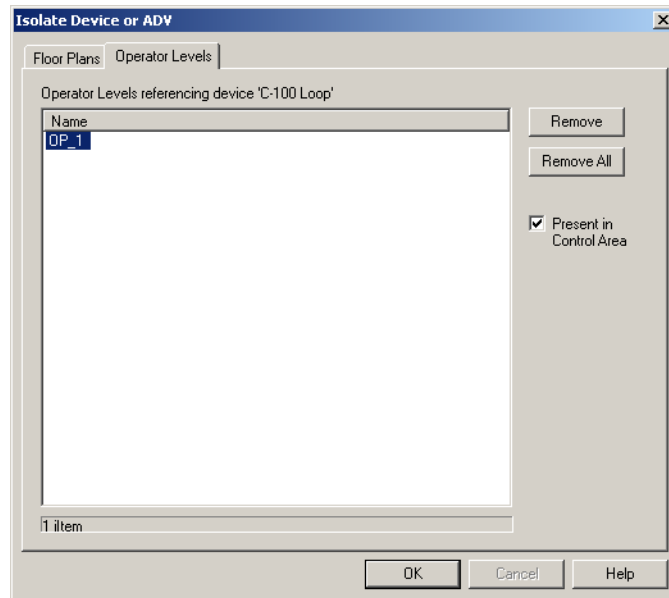 Isolate Device or ADV
Floor Plans
Operator Levels
Operator Levels referencing device 'C-100 Loop'
Name
OP_1
Remove
Remove All
Present in
Control Area
1 iItem
OK
Cancel
Help